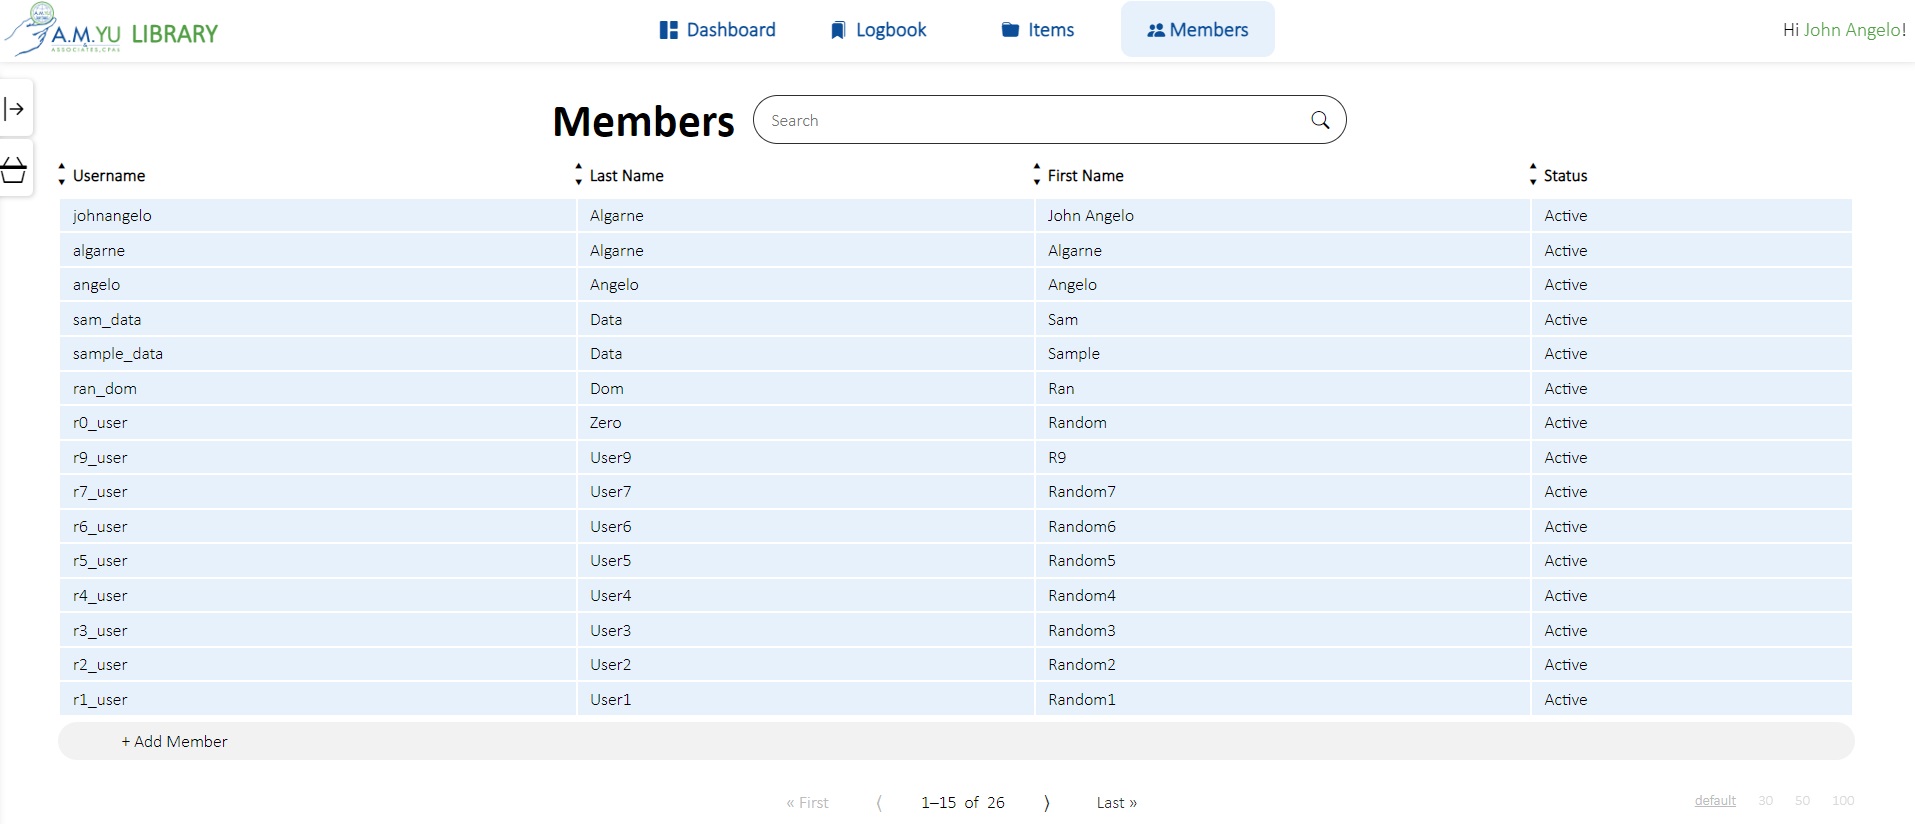 A.M.YU LIBRARY
& ASSOCIATES, CPAs
Dashboard Logbook Items Members
Hi John Angelo!
Members Search
Username Last Name First Name Status
johnangelo Algarne John Angelo Active
algarne Algarne Algarne Active
angelo Angelo Angelo Active
sam_data Data Sam Active
sample_data Data Sample Active
ran_dom Dom Ran Active
r0_user Zero Random Active
r9_user User9 R9 Active
r7_user User7 Random7 Active
r6_user User6 Random6 Active
r5_user User5 Random5 Active
r4_user User4 Random4 Active
r3_user User3 Random3 Active
r2_user User2 Random2 Active
r1_user User1 Random1 Active
+ Add Member
« First ⟨ 1–15 of 26 ⟩ Last »
default 30 50 100